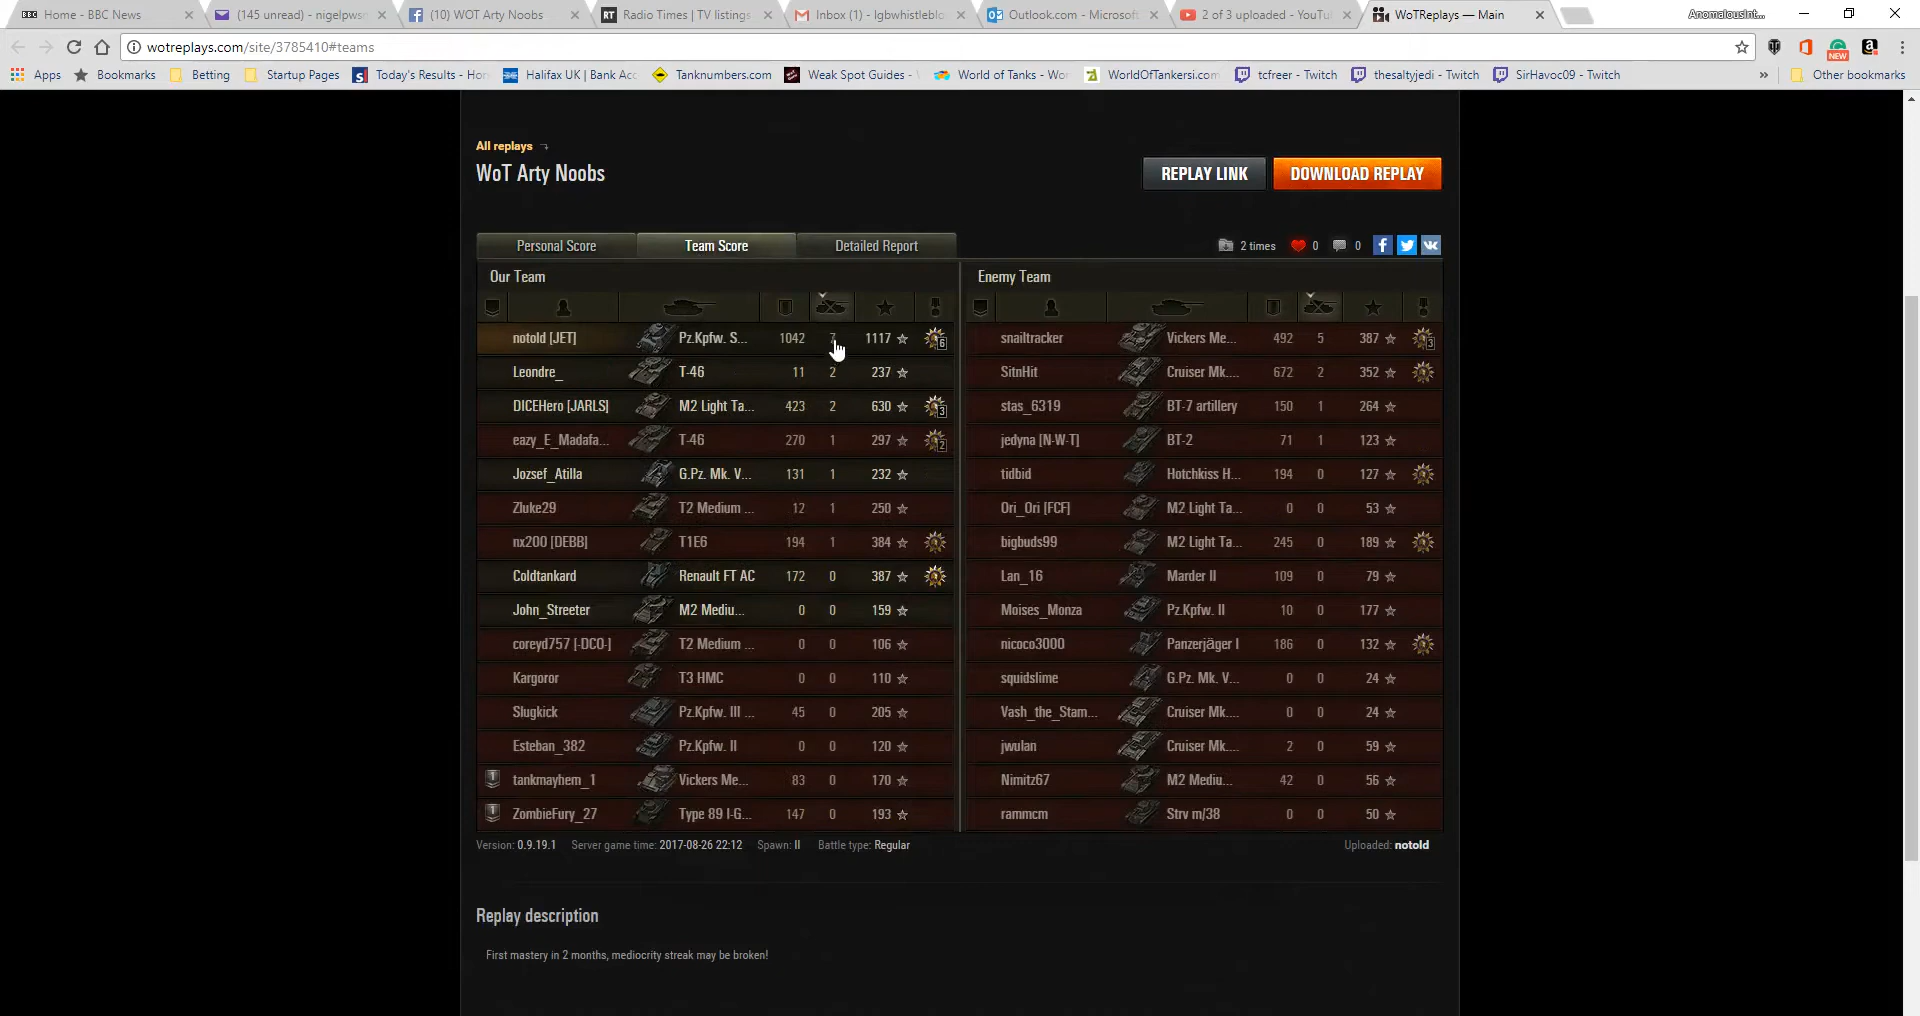 Home - BBC News
(145 unread) - nigelpwsm
(10) WOT Arty Noobs
Radio Times | TV listings
Inbox (1) - lgbwhistleblo
Outlook.com - Microsoft
2 of 3 uploaded - YouTu
WoTReplays — Main
AnomalousInt...
wotreplays.com/site/3785410#teams
NEW
Apps
Bookmarks
Betting
Startup Pages
Today's Results - Hor
Halifax UK | Bank Acc
Tanknumbers.com
Weak Spot Guides -
World of Tanks - Wor
WorldOfTankersi.com
tcfreer - Twitch
thesaltyjedi - Twitch
SirHavoc09 - Twitch
»
Other bookmarks
All replays
WoT Arty Noobs
REPLAY LINK
DOWNLOAD REPLAY
Personal Score
Team Score
Detailed Report
2 times
0
0
Our Team
Enemy Team
notold [JET] Pz.Kpfw. S... 1042 7 1117 6
snailtracker Vickers Me... 492 5 387 3
Leondre_ T-46 11 2 237
SitnHit Cruiser Mk.... 672 2 352
DICEHero [JARLS] M2 Light Ta... 423 2 630 3
stas_6319 BT-7 artillery 150 1 264
eazy_E_Madafa... T-46 270 1 297 2
jedyna [N-W-T] BT-2 71 1 123
Jozsef_Atilla G.Pz. Mk. V... 131 1 232
tidbid Hotchkiss H... 194 0 127
Zluke29 T2 Medium ... 12 1 250
Ori_Ori [FCF] M2 Light Ta... 0 0 53
nx200 [DEBB] T1E6 194 1 384
bigbuds99 M2 Light Ta... 245 0 189
Coldtankard Renault FT AC 172 0 387
Lan_16 Marder II 109 0 79
John_Streeter M2 Mediu... 0 0 159
Moises_Monza Pz.Kpfw. II 10 0 177
coreyd757 [-DCO-] T2 Medium ... 0 0 106
nicoco3000 Panzerjäger I 186 0 132
Kargoror T3 HMC 0 0 110
squidslime G.Pz. Mk. V... 0 0 24
Slugkick Pz.Kpfw. III ... 45 0 205
Vash_the_Stam... Cruiser Mk.... 0 0 24
Esteban_382 Pz.Kpfw. II 0 0 120
jwulan Cruiser Mk.... 2 0 59
1 tankmayhem_1 Vickers Me... 83 0 170
Nimitz67 M2 Mediu... 42 0 56
1 ZombieFury_27 Type 89 I-G... 147 0 193
rammcm Strv m/38 0 0 50
Version: 0.9.19.1 Server game time: 2017-08-26 22:12 Spawn: II Battle type: Regular
Uploaded: notold
Replay description
First mastery in 2 months, mediocrity streak may be broken!